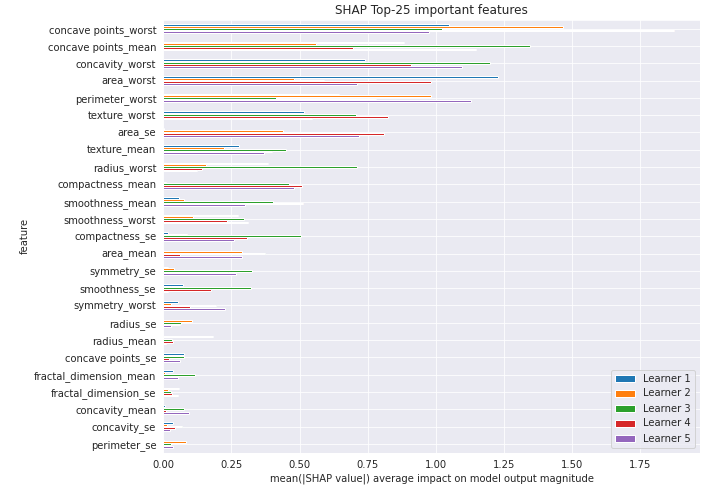 SHAP Top-25 important features
concave points_worst
concave points_mean
concavity_worst
area_worst
perimeter_worst
texture_worst
area_se
texture_mean
radius_worst
compactness_mean
smoothness_mean
smoothness_worst
compactness_se
area_mean
symmetry_se
smoothness_se
symmetry_worst
radius_se
radius_mean
concave points_se
fractal_dimension_mean
fractal_dimension_se
concavity_mean
concavity_se
perimeter_se
feature
Learner 1
Learner 2
Learner 3
Learner 4
Learner 5
0.00 0.25 0.50 0.75 1.00 1.25 1.50 1.75
mean(|SHAP value|) average impact on model output magnitude